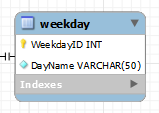 weekday
WeekdayID INT
DayName VARCHAR(50)
Indexes